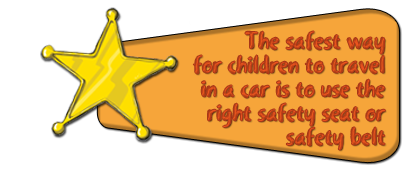 The safest way
for children to travel
in a car is to use the
right safety seat or
safety belt